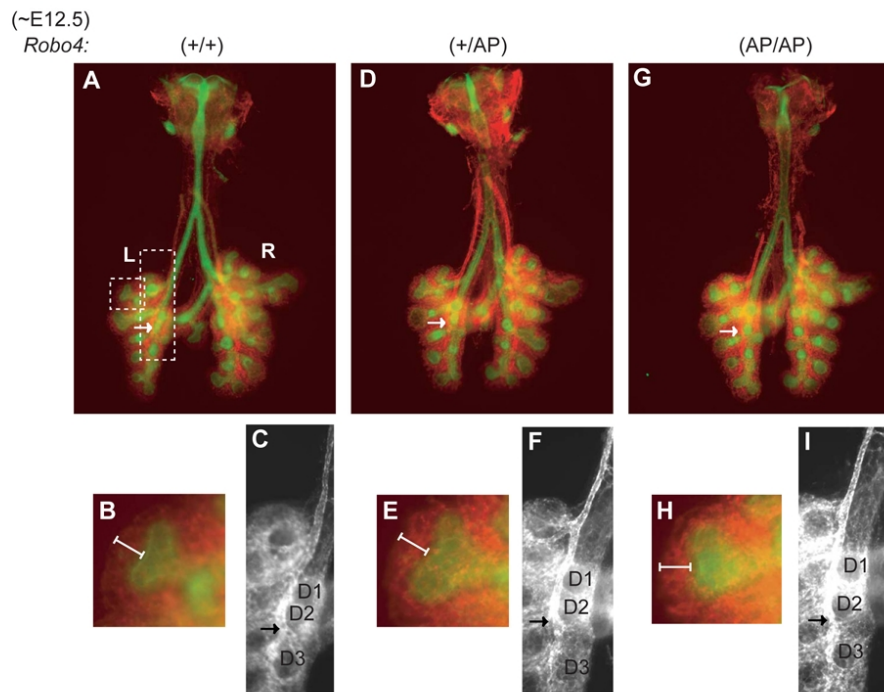 (~E12.5)
Robo4: (+/+) (+/AP) (AP/AP)
A D G
L R
C F I
B E H
D1 D1 D1
D2 D2 D2
D3 D3 D3